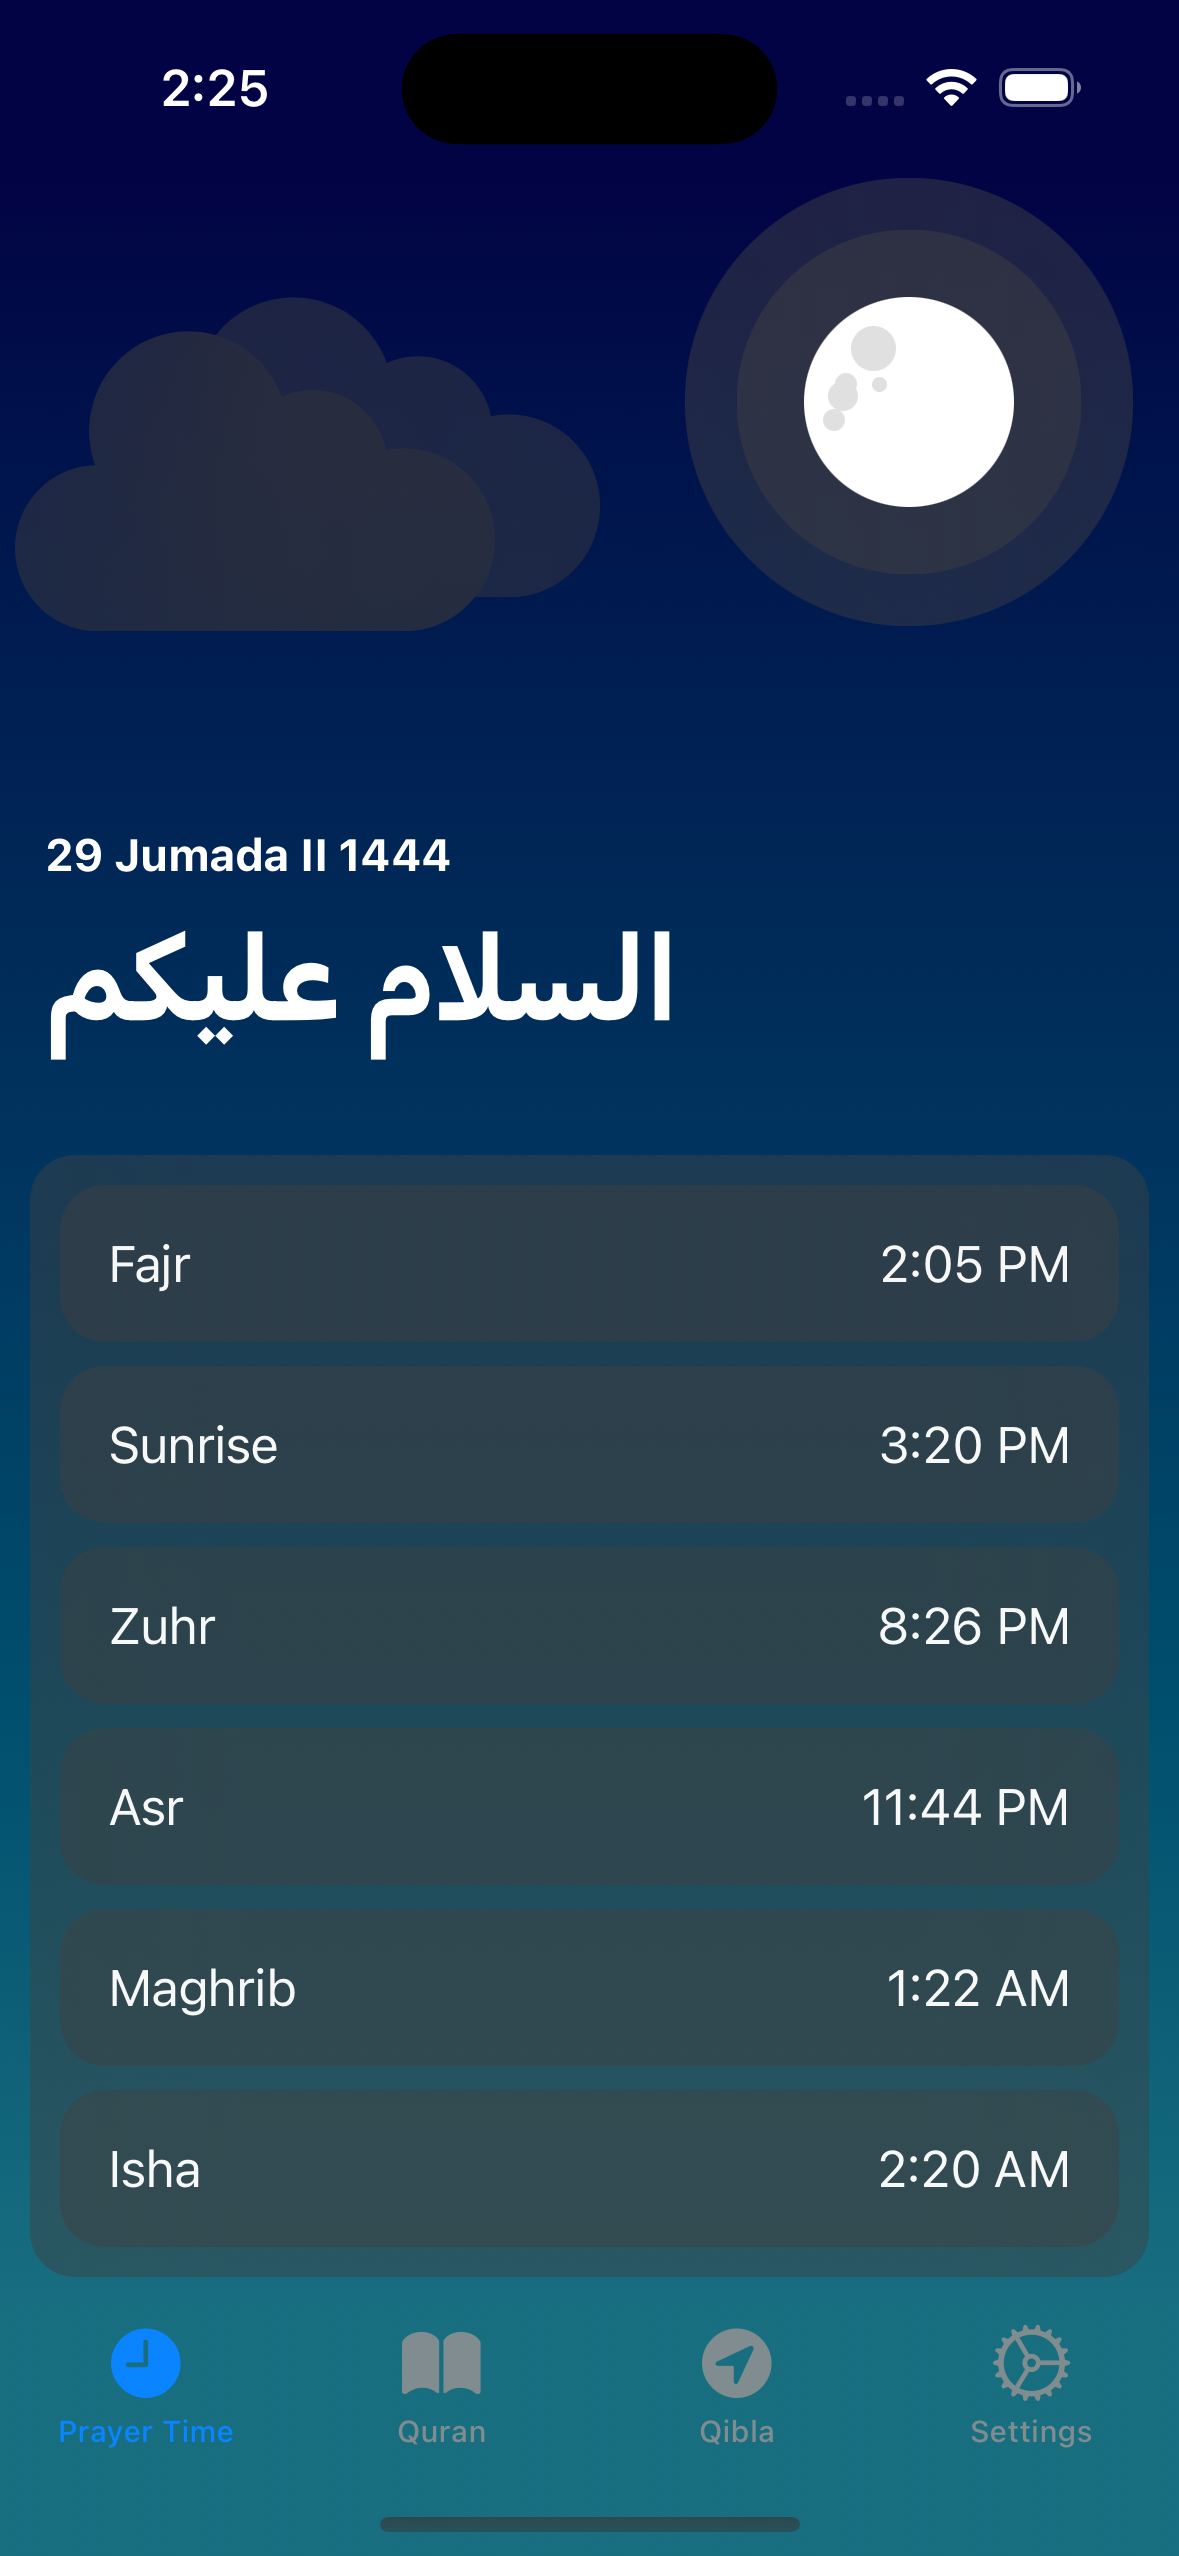 2:25
29 Jumada II 1444
السلام عليكم
Fajr 2:05 PM
Sunrise 3:20 PM
Zuhr 8:26 PM
Asr 11:44 PM
Maghrib 1:22 AM
Isha 2:20 AM
Prayer Time Quran Qibla Settings